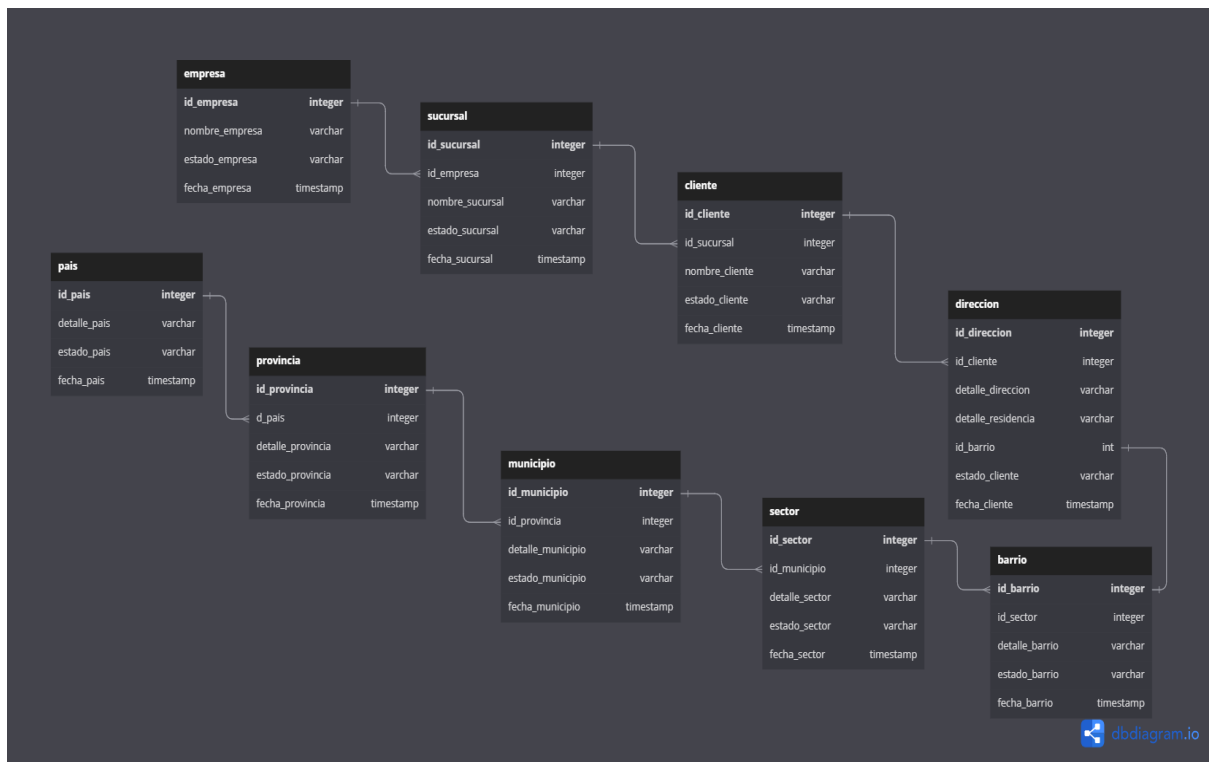 empresa
id_empresa integer
nombre_empresa varchar
estado_empresa varchar
fecha_empresa timestamp
sucursal
id_sucursal integer
id_empresa integer
nombre_sucursal varchar
estado_sucursal varchar
fecha_sucursal timestamp
cliente
id_cliente integer
id_sucursal integer
nombre_cliente varchar
estado_cliente varchar
fecha_cliente timestamp
pais
id_pais integer
detalle_pais varchar
estado_pais varchar
fecha_pais timestamp
direccion
id_direccion integer
id_cliente integer
detalle_direccion varchar
detalle_residencia varchar
id_barrio int
estado_cliente varchar
fecha_cliente timestamp
provincia
id_provincia integer
d_pais integer
detalle_provincia varchar
estado_provincia varchar
fecha_provincia timestamp
municipio
id_municipio integer
id_provincia integer
detalle_municipio varchar
estado_municipio varchar
fecha_municipio timestamp
sector
id_sector integer
id_municipio integer
detalle_sector varchar
estado_sector varchar
fecha_sector timestamp
barrio
id_barrio integer
id_sector integer
detalle_barrio varchar
estado_barrio varchar
fecha_barrio timestamp
dbdiagram.io